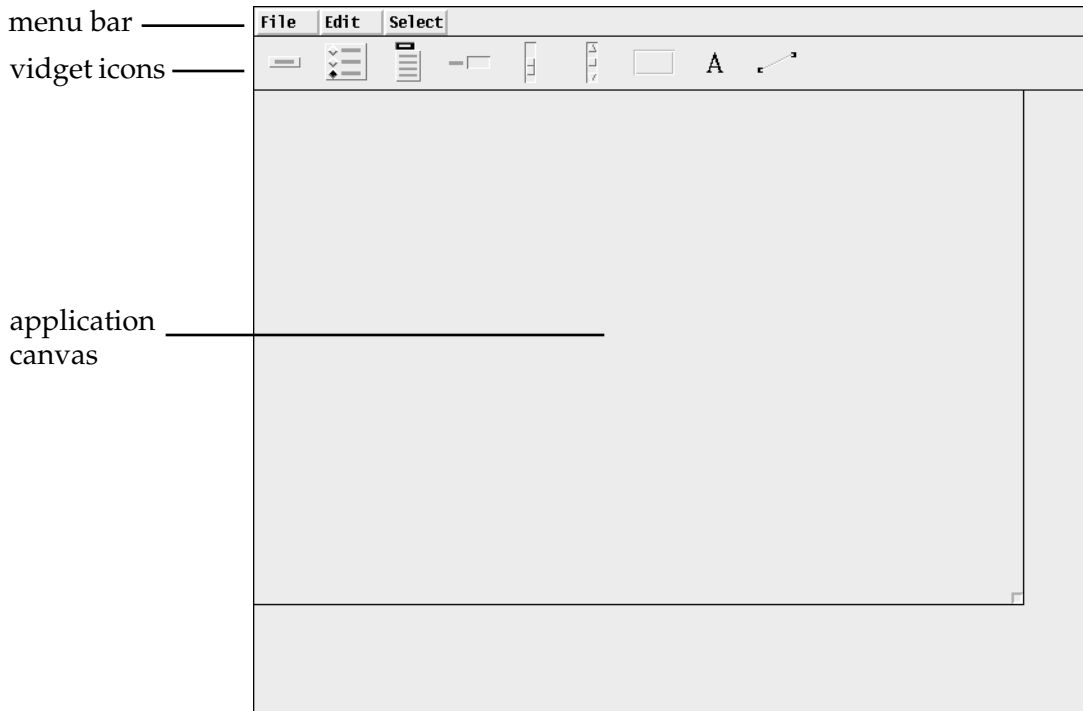 menu bar
File Edit Select
vidget icons
A
application
canvas